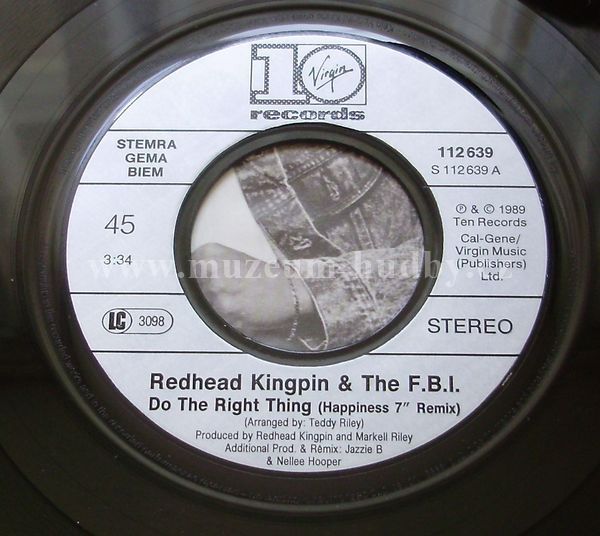 10
Virgin
records
STEMRA
GEMA
BIEM
112 639
S 112 639 A
45
3:34
℗ & © 1989
Ten Records
Cal-Gene/
Virgin Music
(Publishers)
Ltd.
www.muzeum-hudby.cz
LC 3098
STEREO
Redhead Kingpin & The F.B.I.
Do The Right Thing (Happiness 7" Remix)
(Arranged by: Teddy Riley)
Produced by Redhead Kingpin and Markell Riley
Additional Prod. & Rémix: Jazzie B
& Nellee Hooper